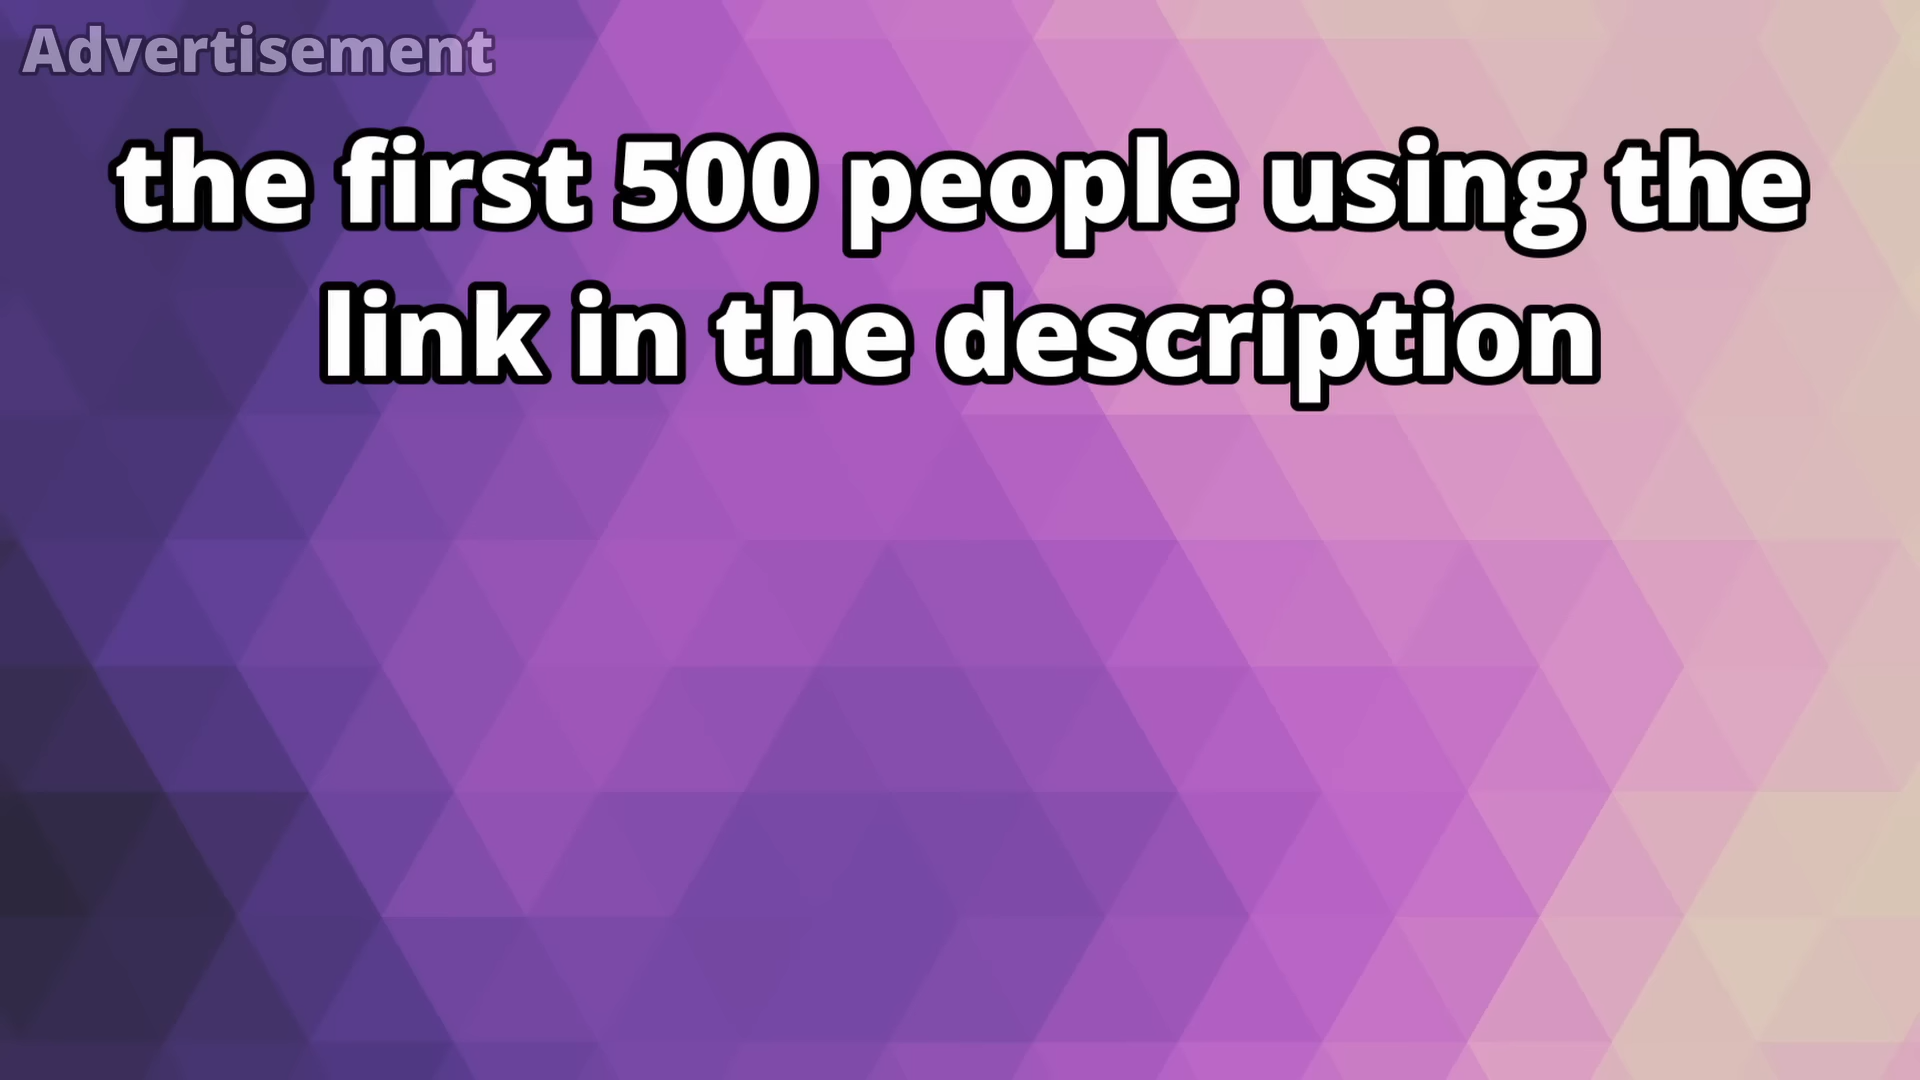 Advertisement
the first 500 people using the
link in the description